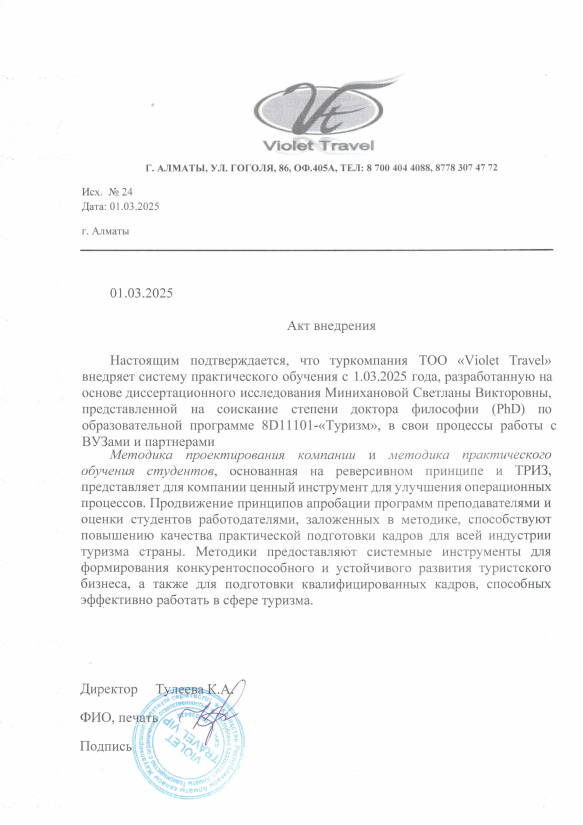 Violet Travel
Г. АЛМАТЫ, УЛ. ГОГОЛЯ, 86, ОФ.405А, ТЕЛ: 8 700 404 4088, 8778 307 47 72
Исх. № 24
Дата: 01.03.2025
г. Алматы
01.03.2025
Акт внедрения
Настоящим подтверждается, что туркомпания ТОО «Violet Travel»
внедряет систему практического обучения с 1.03.2025 года, разработанную на
основе диссертационного исследования Минихановой Светланы Викторовны,
представленной на соискание степени доктора философии (PhD) по
образовательной программе 8D11101-«Туризм», в свои процессы работы с
ВУЗами и партнерами
Методика проектирования компании и методика практического
обучения студентов, основанная на реверсивном принципе и ТРИЗ,
представляет для компании ценный инструмент для улучшения операционных
процессов. Продвижение принципов апробации программ преподавателями и
оценки студентов работодателями, заложенных в методике, способствуют
повышению качества практической подготовки кадров для всей индустрии
туризма страны. Методики предоставляют системные инструменты для
формирования конкурентоспособного и устойчивого развития туристского
бизнеса, а также для подготовки квалифицированных кадров, способных
эффективно работать в сфере туризма.
Директор Тулеева К.А.
ФИО, печать
Подпись
VIOLET
TRAVEL VIP